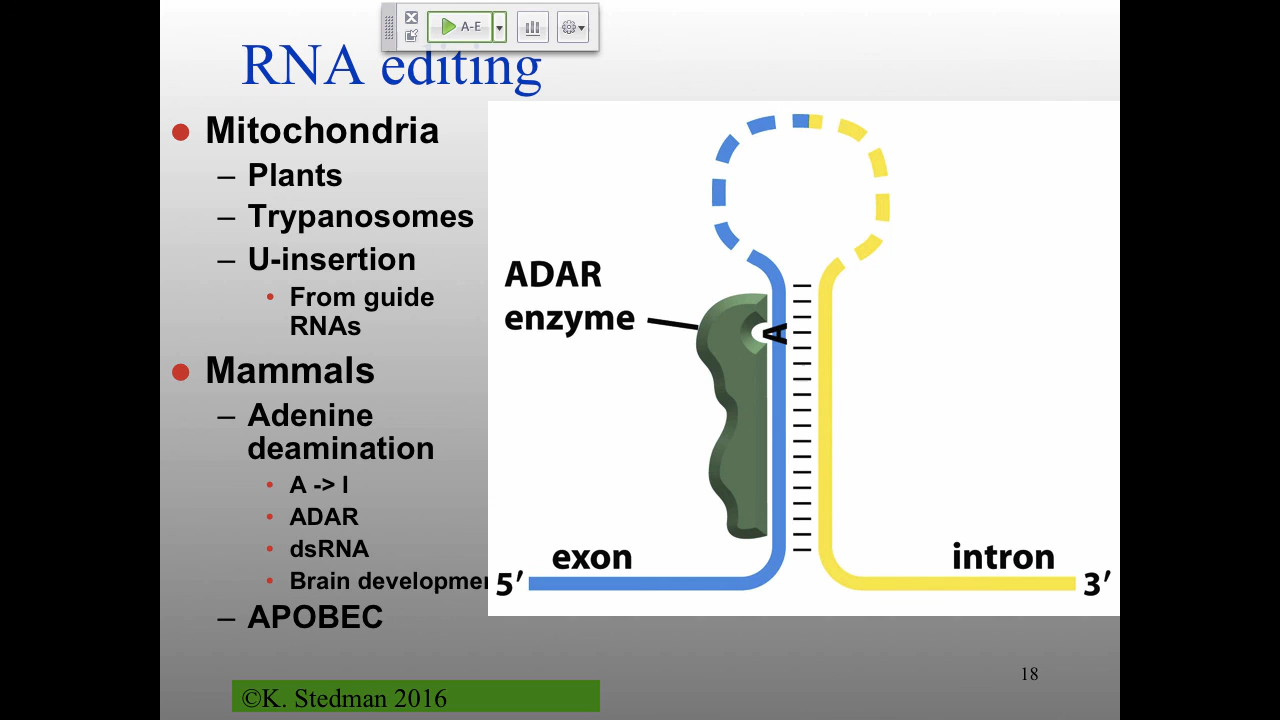 A-E
RNA editing
Mitochondria
– Plants
– Trypanosomes
– U-insertion
From guide
RNAs
Mammals
– Adenine
deamination
A -> I
ADAR
dsRNA
Brain developmen
– APOBEC
ADAR
enzyme
A
exon
intron
5′
3′
18
©K. Stedman 2016